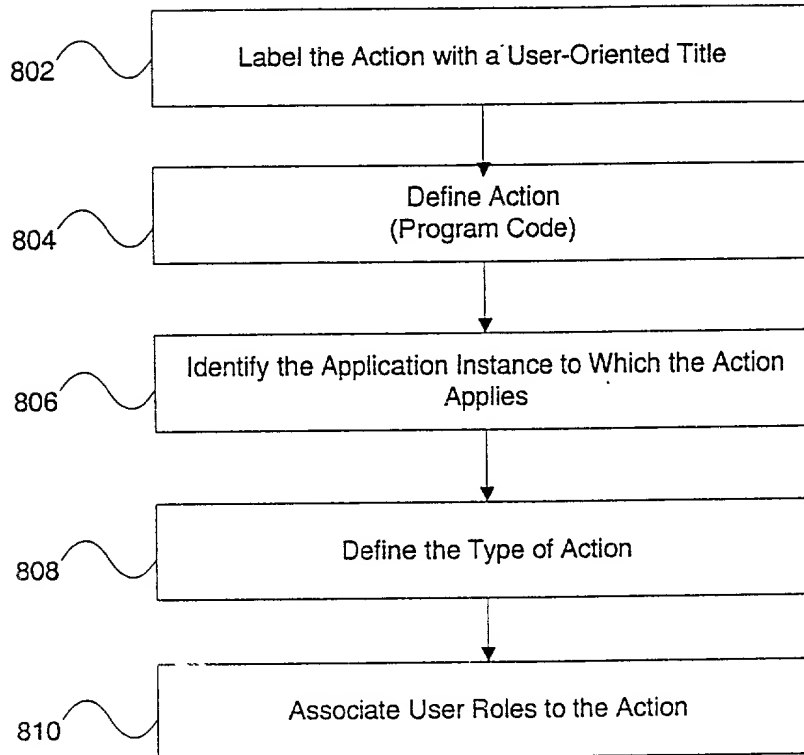 802
Label the Action with a User-Oriented Title
804
Define Action
(Program Code)
806
Identify the Application Instance to Which the Action
Applies
808
Define the Type of Action
810
Associate User Roles to the Action